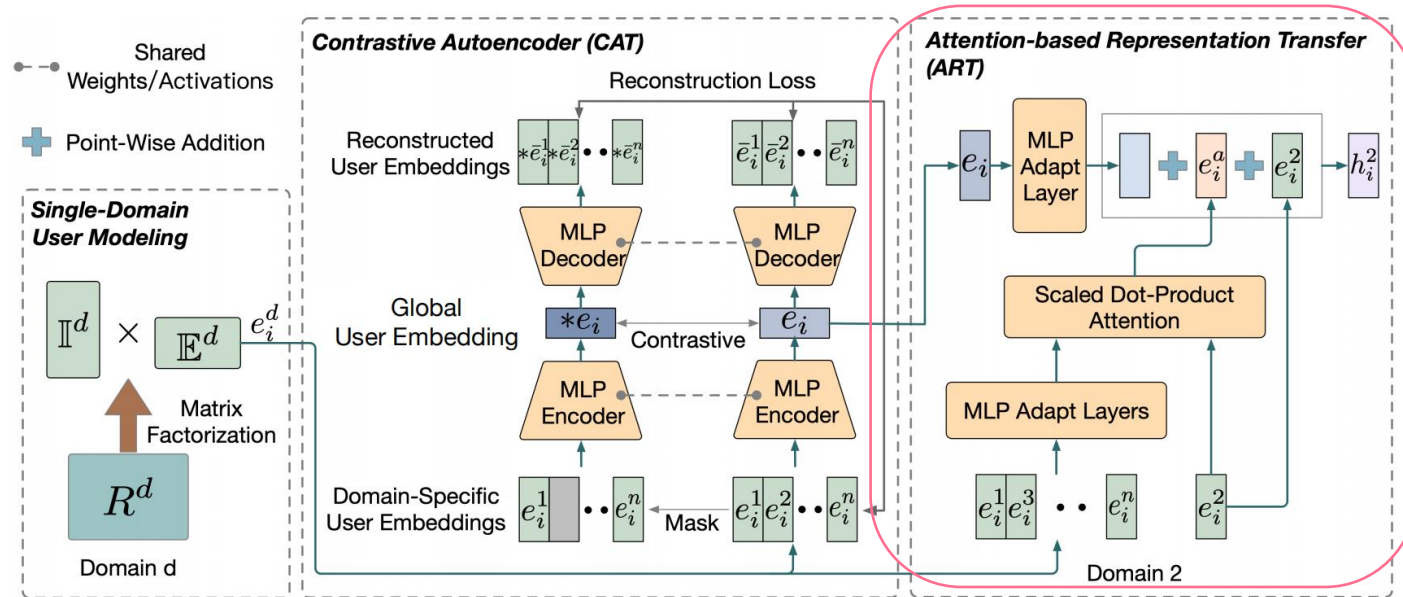 Shared
Weights/Activations
Point-Wise Addition
Single-Domain
User Modeling
𝕀^d × 𝔼^d e_i^d
Matrix
Factorization
R^d
Domain d
Contrastive Autoencoder (CAT)
Reconstruction Loss
Reconstructed
User Embeddings
*ē_i^1 *ē_i^2 •• *ē_i^n
ē_i^1 ē_i^2 •• ē_i^n
MLP
Decoder
MLP
Decoder
Global
User Embedding
*e_i
Contrastive
e_i
MLP
Encoder
MLP
Encoder
Domain-Specific
User Embeddings
e_i^1 •• e_i^n
Mask
e_i^1 e_i^2 •• e_i^n
Attention-based Representation Transfer
(ART)
e_i
MLP
Adapt
Layer
e_i^a
e_i^2
h_i^2
Scaled Dot-Product
Attention
MLP Adapt Layers
e_i^1 e_i^3 •• e_i^n
e_i^2
Domain 2